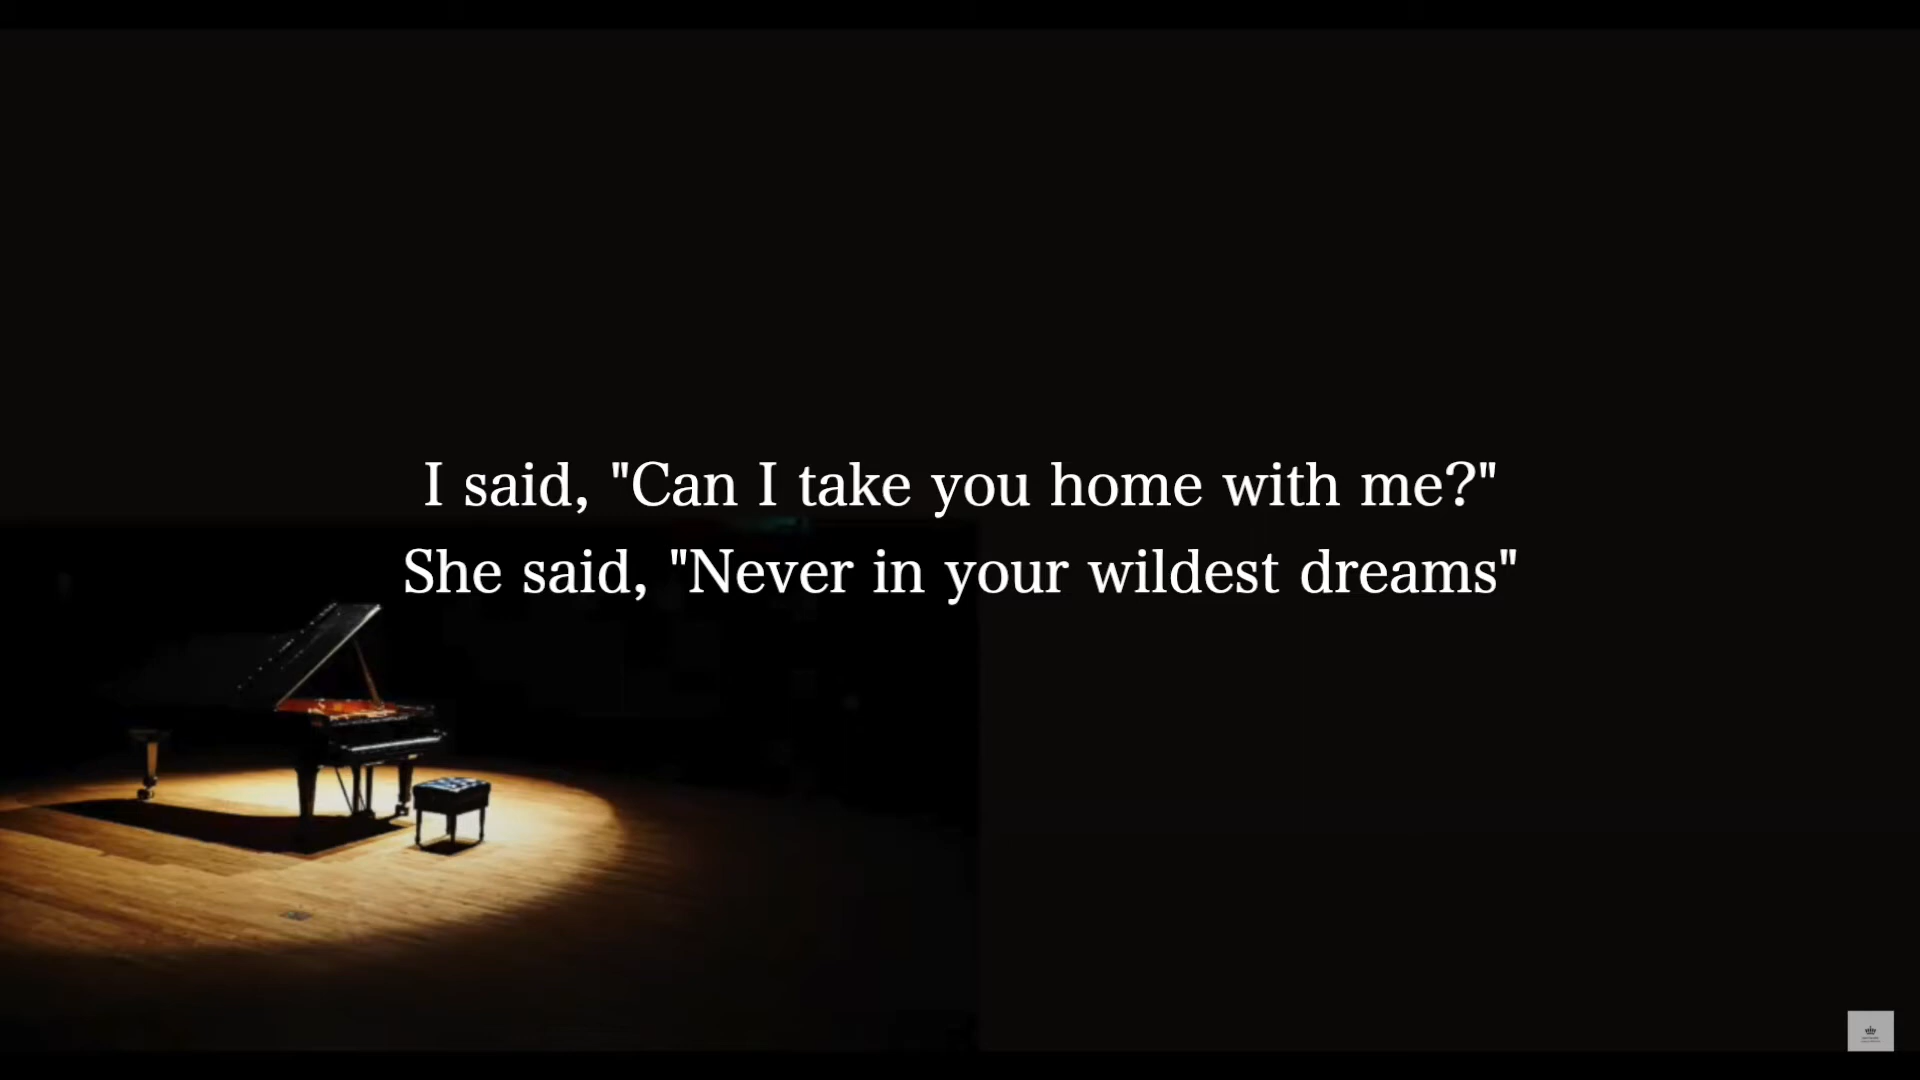 I said, "Can I take you home with me?"
She said, "Never in your wildest dreams"